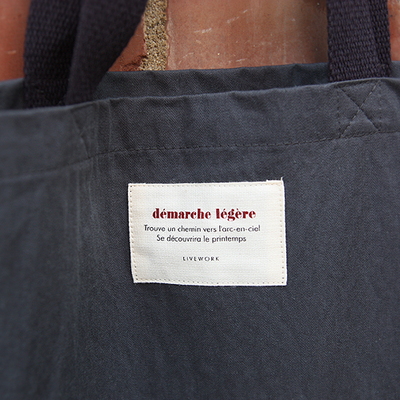 démarche légère
Trouve un chemin vers l'arc-en-ciel
Se découvrira le printemps
LIVEWORK